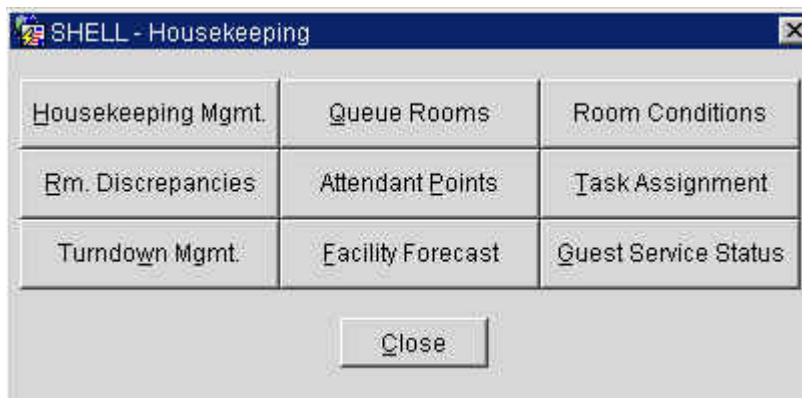 SHELL - Housekeeping
Housekeeping Mgmt. Queue Rooms Room Conditions
Rm. Discrepancies Attendant Points Task Assignment
Turndown Mgmt. Facility Forecast Guest Service Status
Close